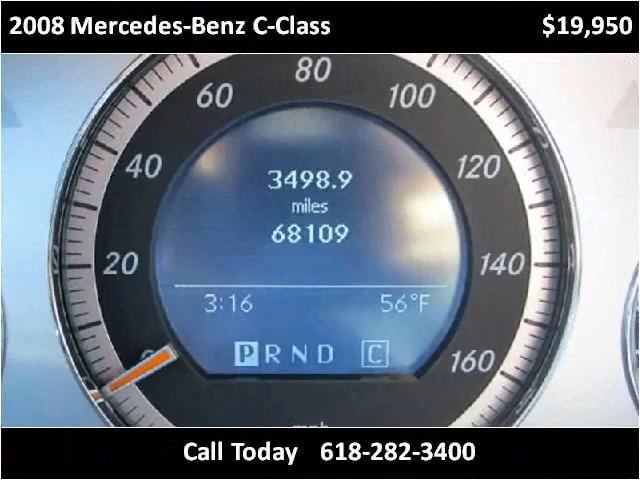 2008 Mercedes-Benz C-Class $19,950
80
60 100
40 120
3498.9
miles
68109
20 140
3:16 56°F
P R N D C
160
Call Today 618-282-3400